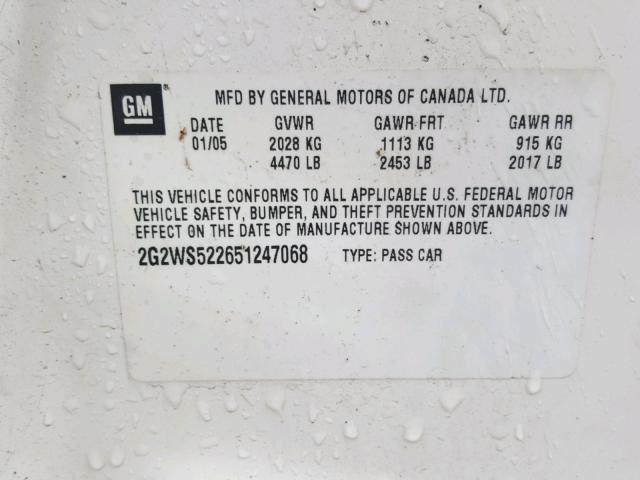 GM
MFD BY GENERAL MOTORS OF CANADA LTD.
DATE GVWR GAWR FRT GAWR RR
01/05 2028 KG 1113 KG 915 KG
4470 LB 2453 LB 2017 LB
THIS VEHICLE CONFORMS TO ALL APPLICABLE U.S. FEDERAL MOTOR
VEHICLE SAFETY, BUMPER, AND THEFT PREVENTION STANDARDS IN
EFFECT ON THE DATE OF MANUFACTURE SHOWN ABOVE.
2G2WS522651247068 TYPE: PASS CAR